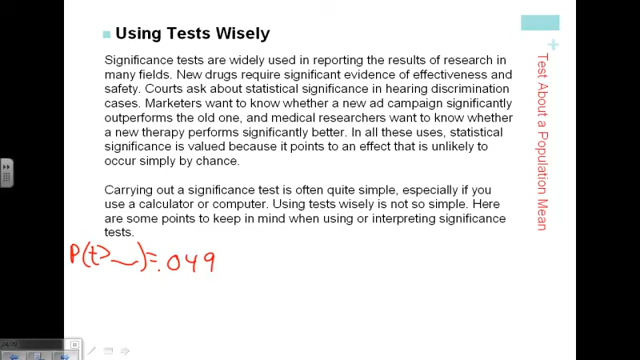 Using Tests Wisely
Significance tests are widely used in reporting the results of research in
many fields. New drugs require significant evidence of effectiveness and
safety. Courts ask about statistical significance in hearing discrimination
cases. Marketers want to know whether a new ad campaign significantly
outperforms the old one, and medical researchers want to know whether
a new therapy performs significantly better. In all these uses, statistical
significance is valued because it points to an effect that is unlikely to
occur simply by chance.
Carrying out a significance test is often quite simple, especially if you
use a calculator or computer. Using tests wisely is not so simple. Here
are some points to keep in mind when using or interpreting significance
tests.
P(t> __)=.049
+
Test About a Population Mean